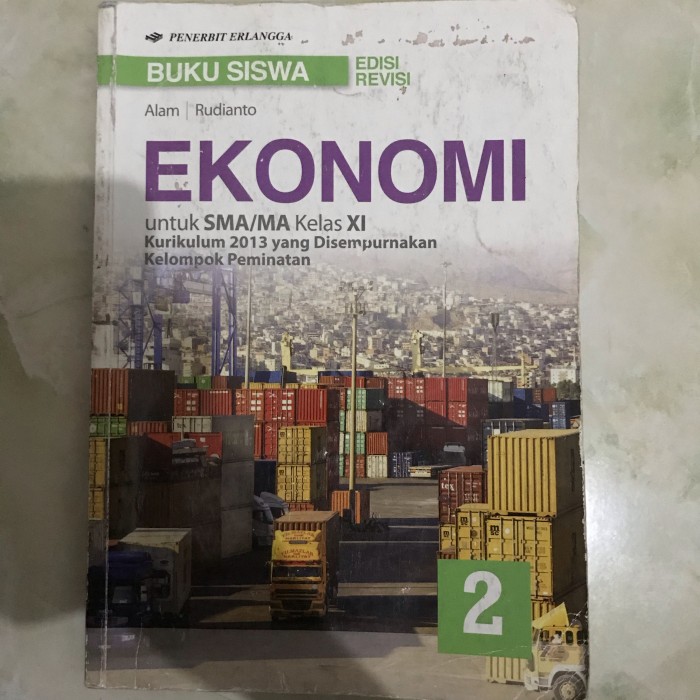 PENERBIT ERLANGGA
BUKU SISWA
EDISI
REVISI
Alam | Rudianto
EKONOMI
untuk SMA/MA Kelas XI
Kurikulum 2013 yang Disempurnakan
Kelompok Peminatan
2